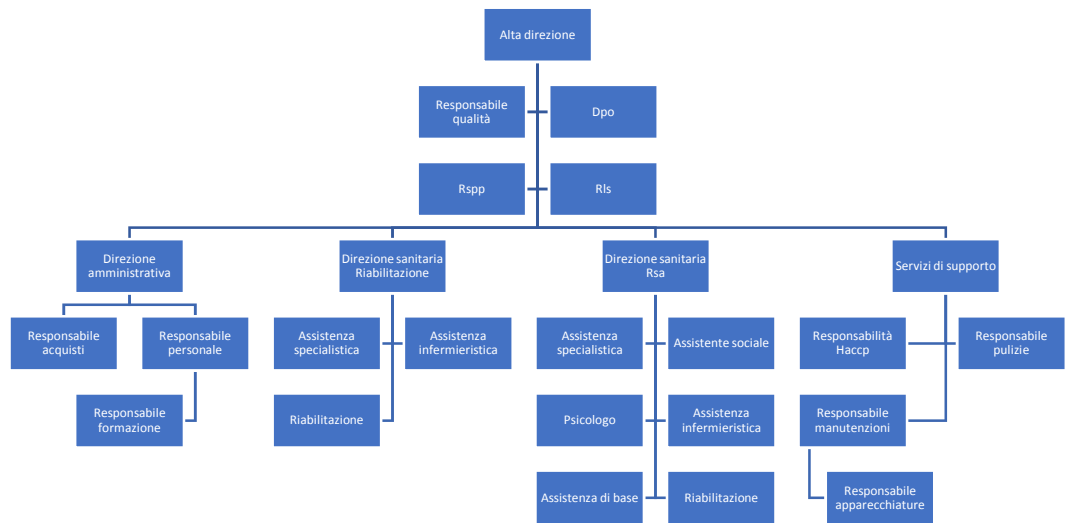 Alta direzione
Responsabile
qualità
Dpo
Rspp
Rls
Direzione
amministrativa
Direzione sanitaria
Riabilitazione
Direzione sanitaria
Rsa
Servizi di supporto
Responsabile
acquisti
Responsabile
personale
Assistenza
specialistica
Assistenza
infermieristica
Assistenza
specialistica
Assistente sociale
Responsabilità
Haccp
Responsabile
pulizie
Responsabile
formazione
Riabilitazione
Psicologo
Assistenza
infermieristica
Responsabile
manutenzioni
Assistenza di base
Riabilitazione
Responsabile
apparecchiature